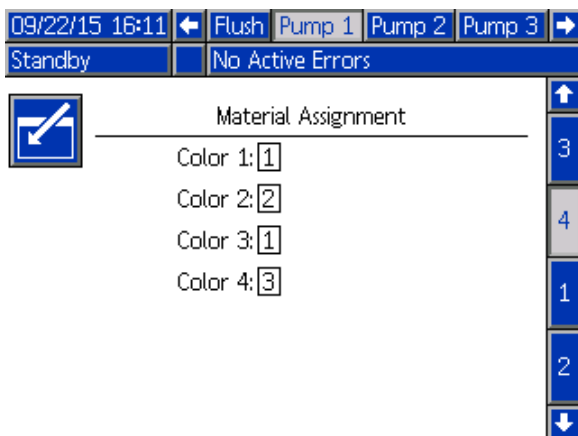 09/22/15 16:11 Flush Pump 1 Pump 2 Pump 3
Standby No Active Errors
Material Assignment
Color 1: 1
Color 2: 2
Color 3: 1
Color 4: 3
3
4
1
2